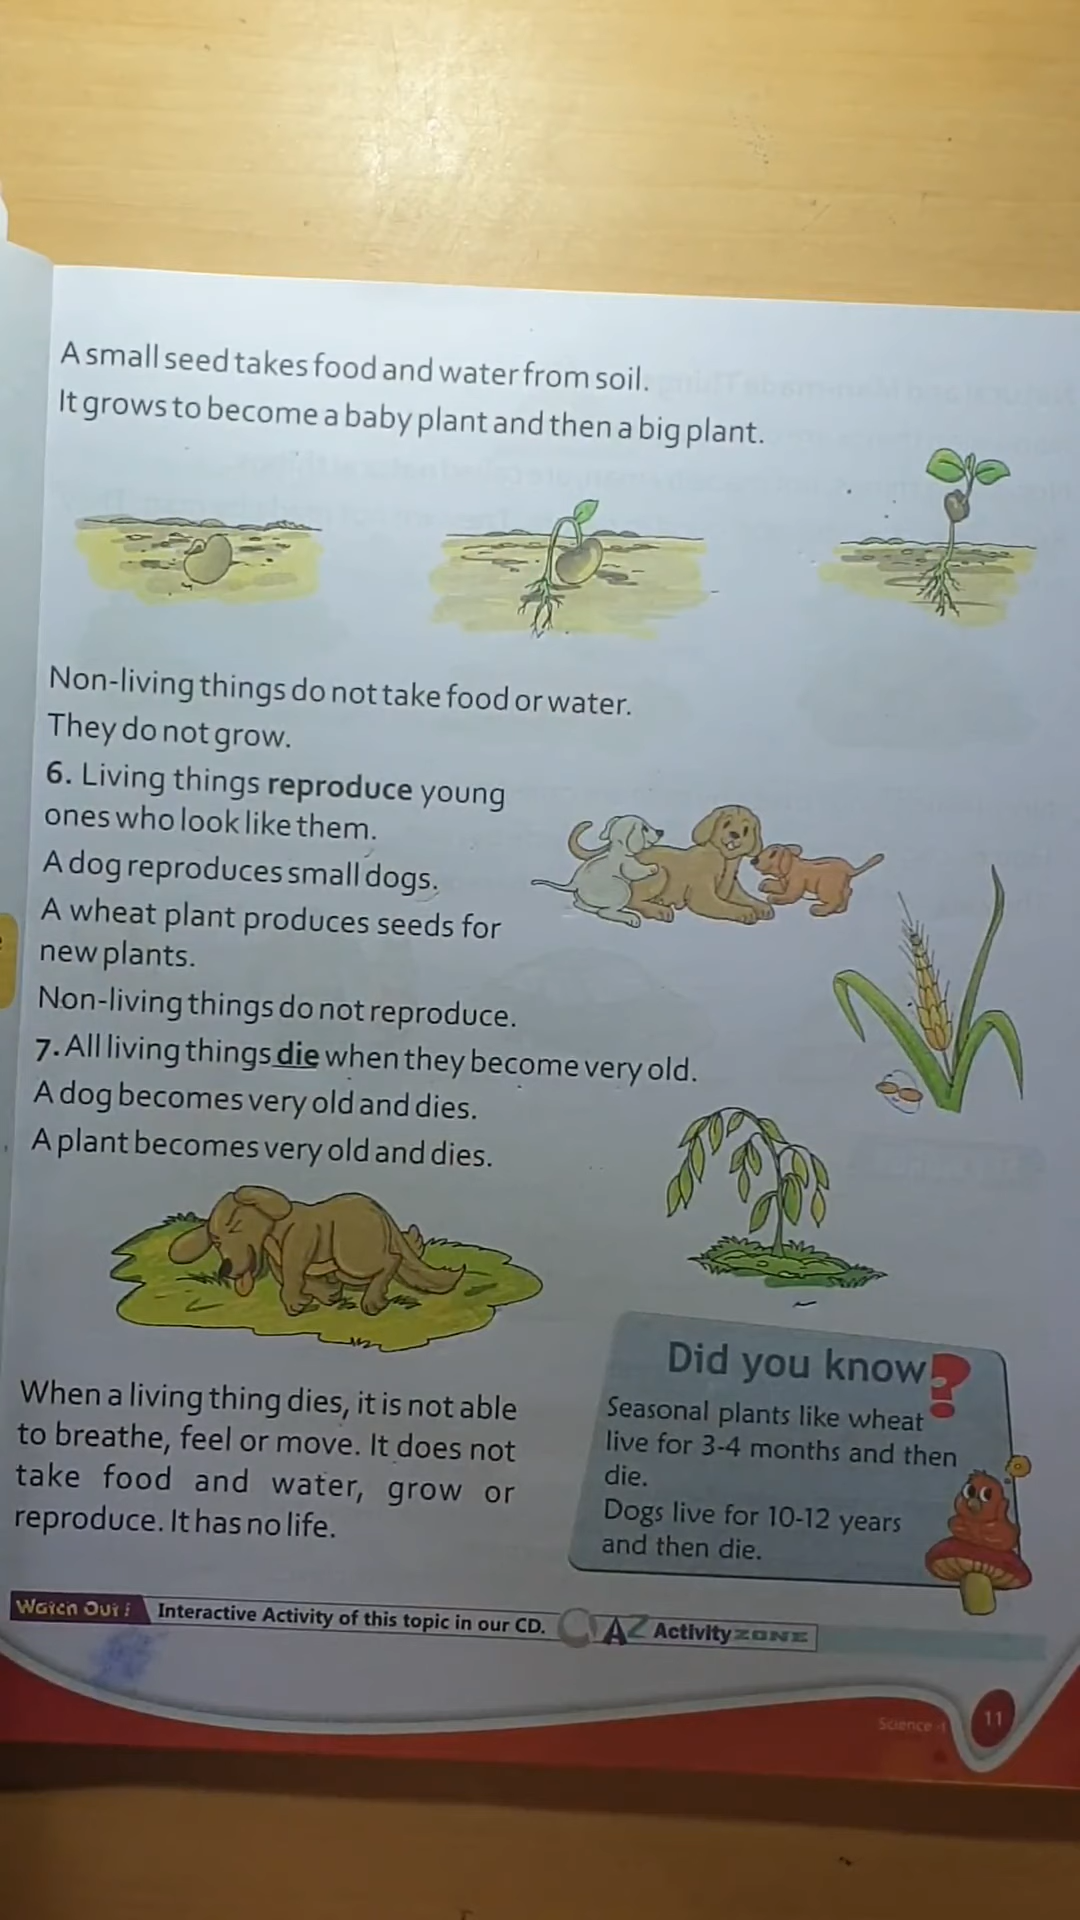 A small seed takes food and water from soil.
It grows to become a baby plant and then a big plant.
Non-living things do not take food or water.
They do not grow.
6. Living things reproduce young
ones who look like them.
A dog reproduces small dogs.
A wheat plant produces seeds for
new plants.
Non-living things do not reproduce.
7. All living things die when they become very old.
A dog becomes very old and dies.
A plant becomes very old and dies.
When a living thing dies, it is not able
to breathe, feel or move. It does not
take food and water, grow or
reproduce. It has no life.
Did you know?
Seasonal plants like wheat
live for 3-4 months and then
die.
Dogs live for 10-12 years
and then die.
Watch Out! Interactive Activity of this topic in our CD. AZ Activity ZONE
Science -1 11